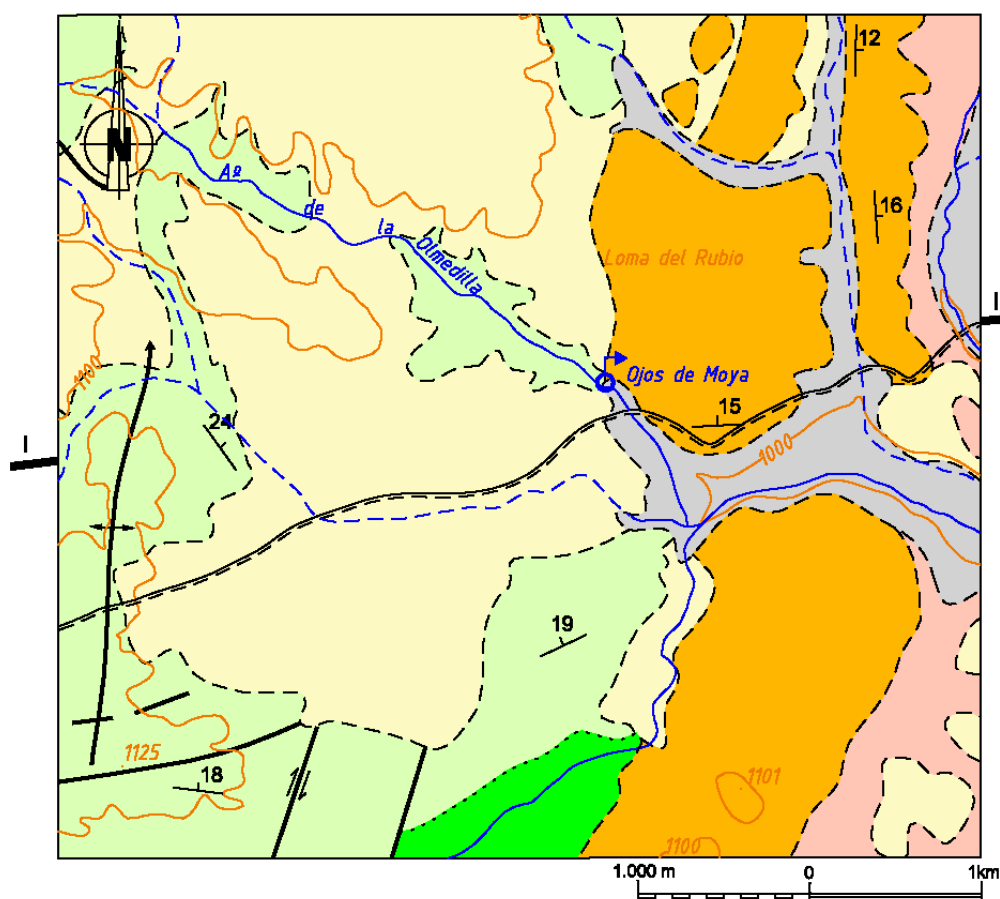 12
N
Aº
de
la
Olmedilla
16
Loma del Rubio
I
1100
Ojos de Moya
15
24
1000
I
19
1125
18
1101
1100
1.000 m 0 1km